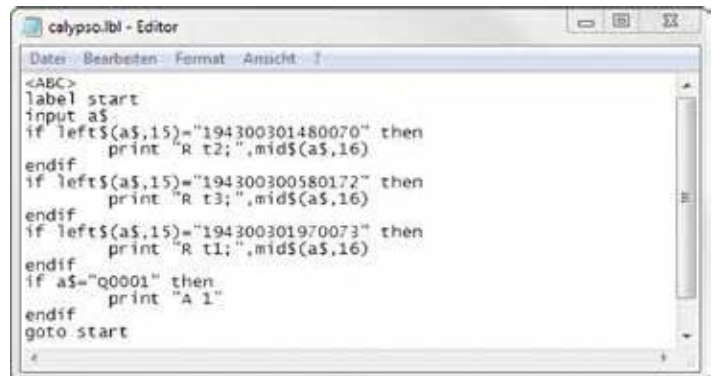 calypso.lbl - Editor
Datei Bearbeiten Format Ansicht ?
<ABC>
label start
input a$
if left$(a$,15)="194300301480070" then
print "R t2;",mid$(a$,16)
endif
if left$(a$,15)="194300300580172" then
print "R t3;",mid$(a$,16)
endif
if left$(a$,15)="194300301970073" then
print "R t1;",mid$(a$,16)
endif
if a$="Q0001" then
print "A 1"
endif
goto start